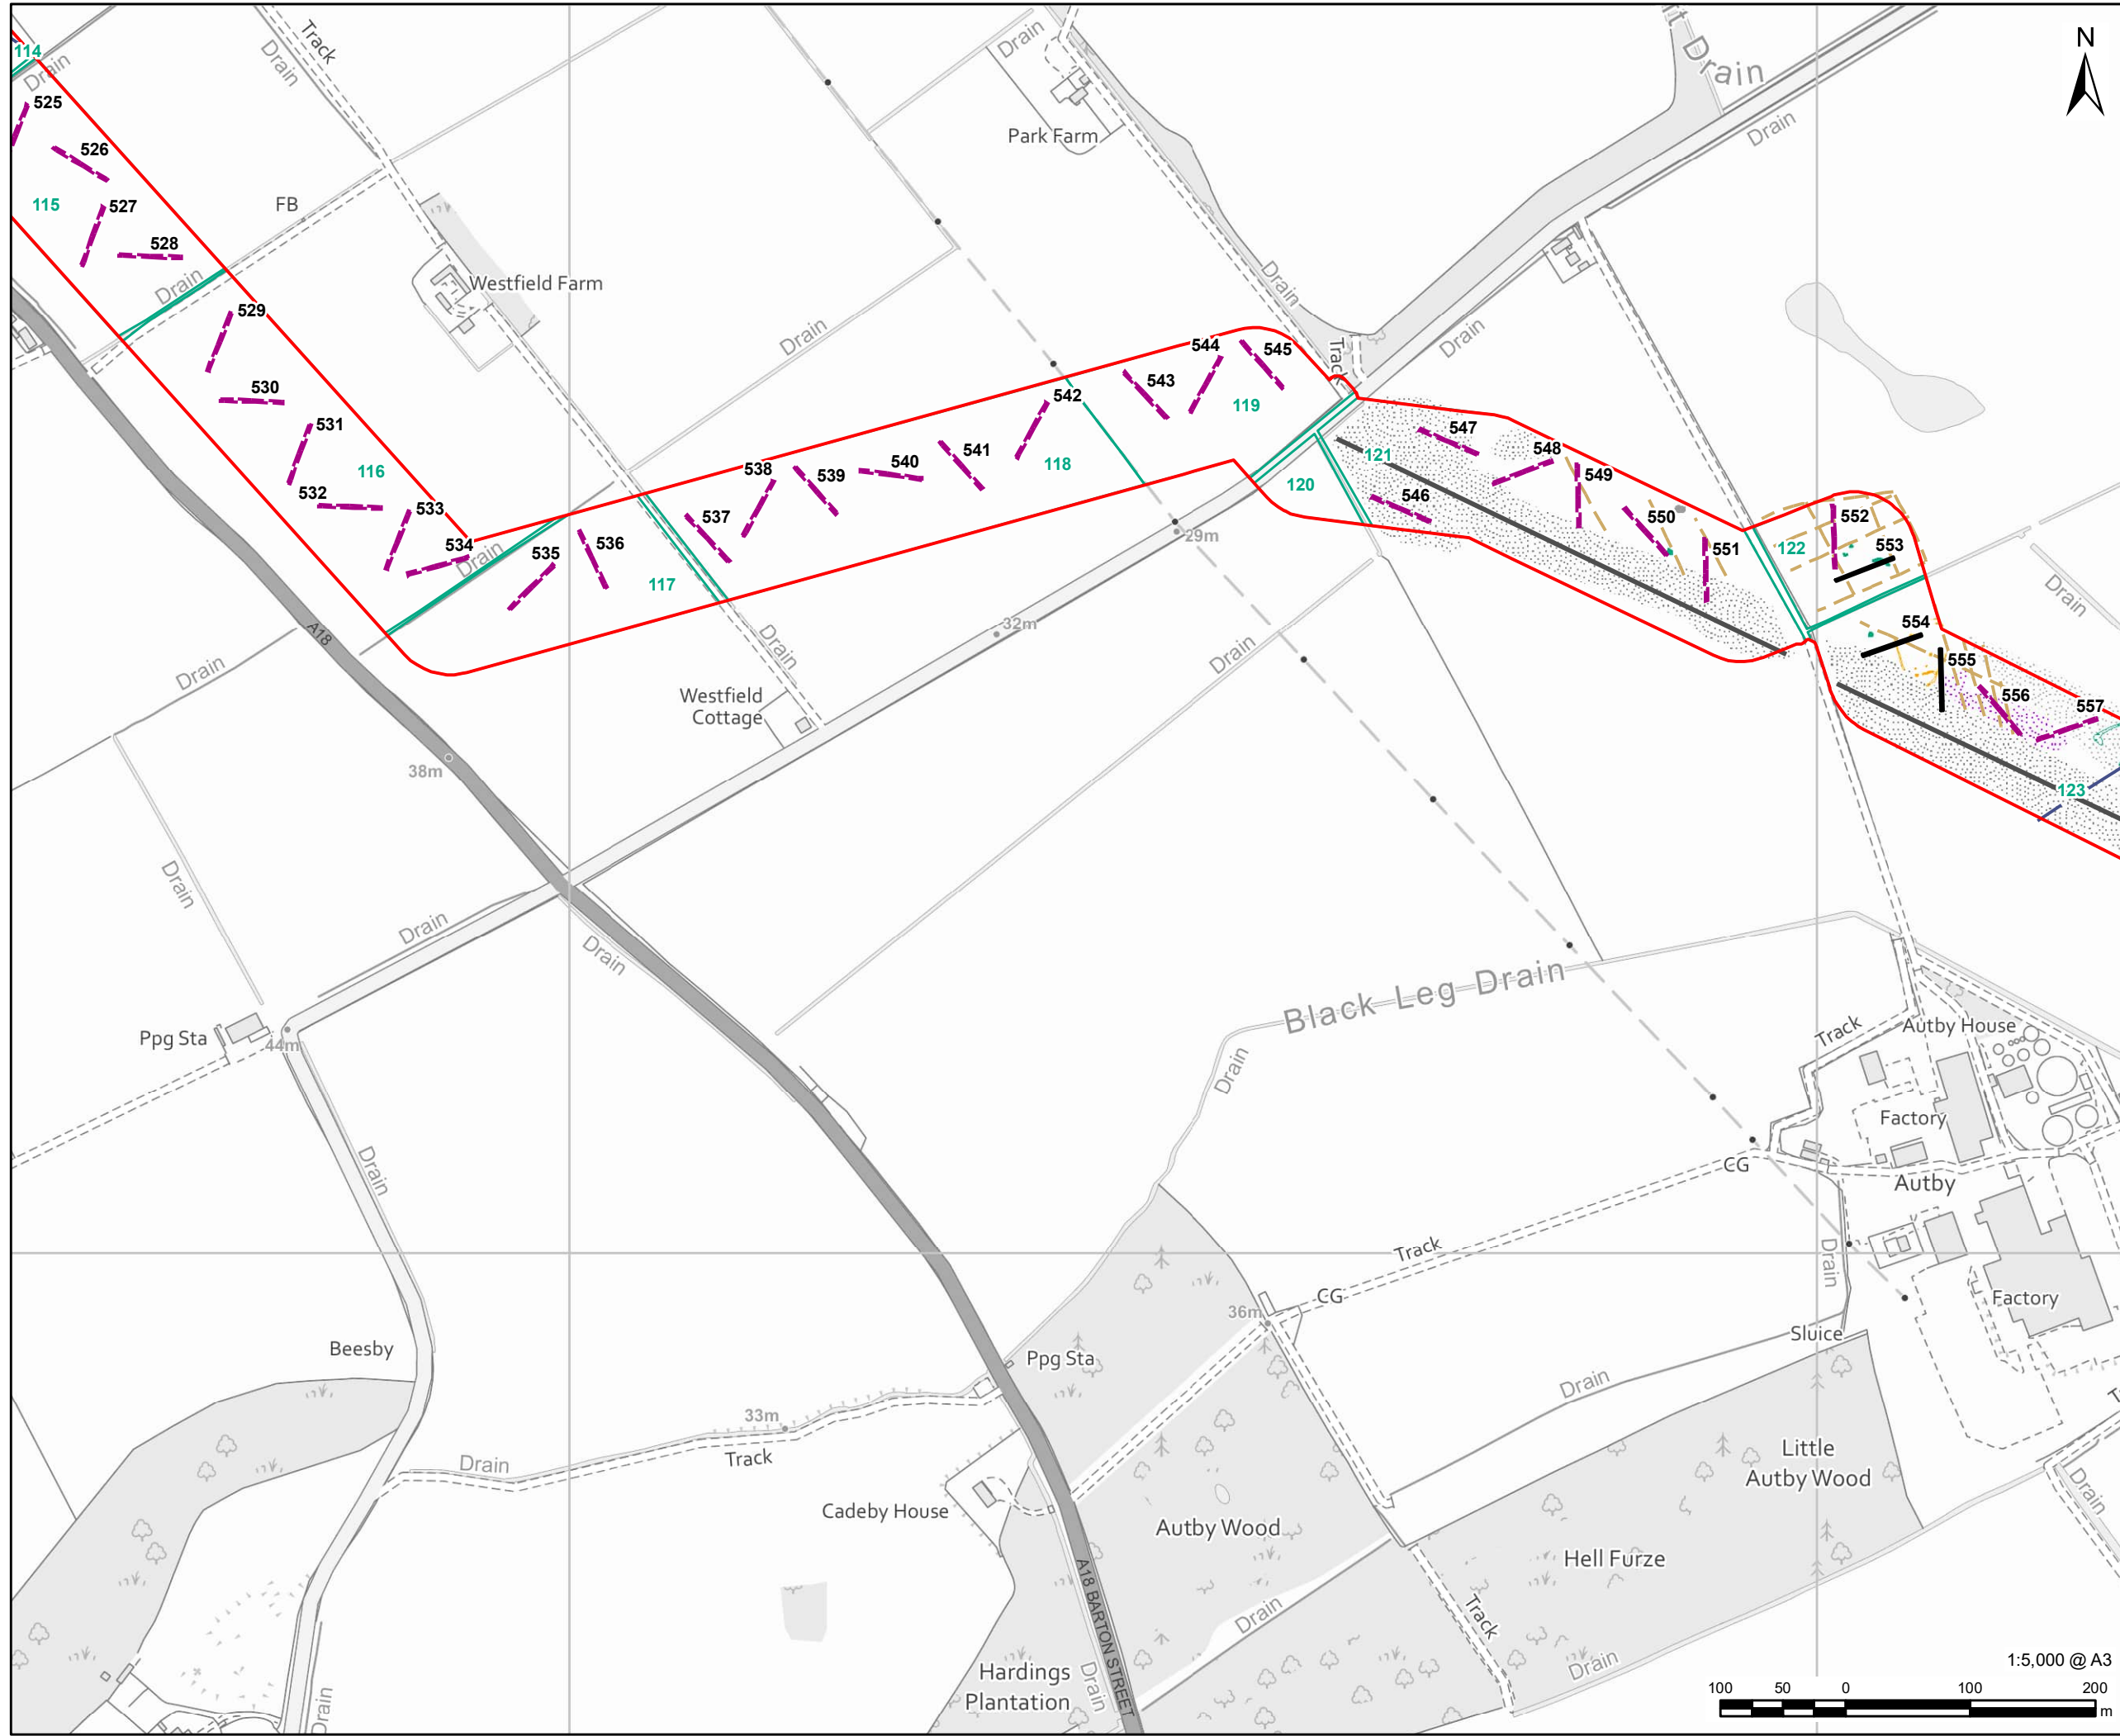 Track
Drain
Drain
Drain
N
114
Drain
525
526
115
527
528
FB
Drain
Westfield Farm
Park Farm
Drain
Drain
Drain
Track
Drain
529
530
531
116
532
533
534
Drain
535
536
117
537
538
539
540
541
542
118
543
544
545
119
120
121
546
547
548
549
550
551
122
552
553
554
555
556
557
123
Drain
29m
32m
Drain
Westfield
Cottage
A18
Drain
38m
Drain
Drain
Drain
Drain
Drain
Black Leg Drain
Drain
Ppg Sta
44m
Drain
Track
Autby House
Factory
CG
Autby
Track
Drain
Factory
CG
36m
Sluice
Beesby
Ppg Sta
Drain
33m
Track
Drain
Cadeby House
Little
Autby Wood
Autby Wood
Hell Furze
Drain
A18 BARTON STREET
Drain
Track
Drain
Hardings
Plantation
Drain
Drain
1:5,000 @ A3
100 50 0 100 200
m